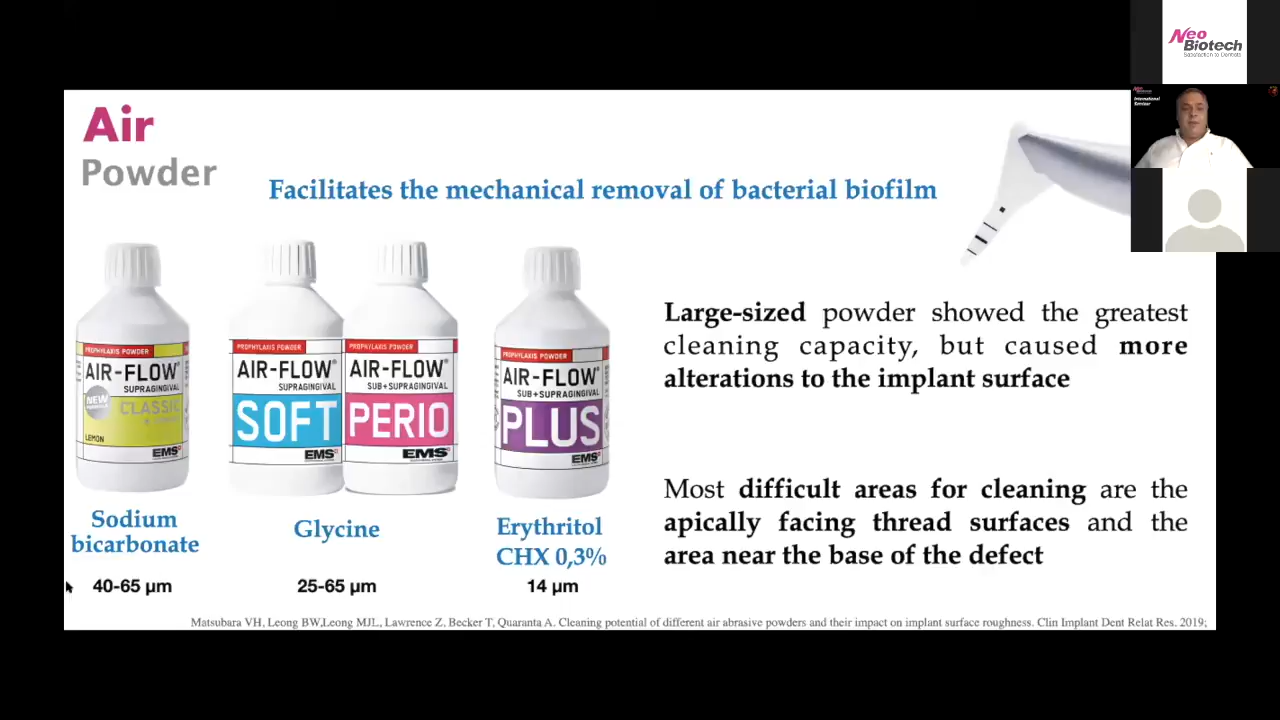 Neo
Biotech
Satisfaction to Dentists
International
Seminar
Air
Powder
Facilitates the mechanical removal of bacterial biofilm
PROPHYLAXIS POWDER
AIR-FLOW®
SUPRAGINGIVAL
NEW
CLASSIC
LEMON
EMS
PROPHYLAXIS POWDER
AIR-FLOW®
SUPRAGINGIVAL
SOFT
EMS
PROPHYLAXIS POWDER
AIR-FLOW®
SUB+SUPRAGINGIVAL
PERIO
EMS
PROPHYLAXIS POWDER
AIR-FLOW®
SUB+SUPRAGINGIVAL
PLUS
EMS
Sodium
bicarbonate
40-65 µm
Glycine
25-65 µm
Erythritol
CHX 0,3%
14 µm
Large-sized powder showed the greatest
cleaning capacity, but caused more
alterations to the implant surface
Most difficult areas for cleaning are the
apically facing thread surfaces and the
area near the base of the defect
Matsubara VH, Leong BW,Leong MJL, Lawrence Z, Becker T, Quaranta A. Cleaning potential of different air abrasive powders and their impact on implant surface roughness. Clin Implant Dent Relat Res. 2019;